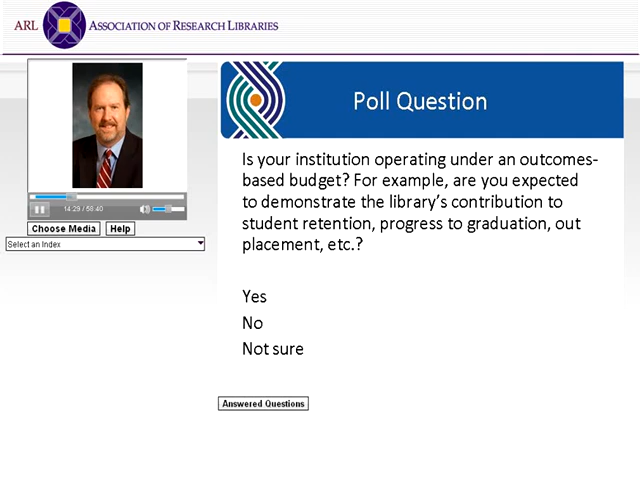 ARL ASSOCIATION OF RESEARCH LIBRARIES
14:29 / 58:40
Choose Media Help
Select an Index
Poll Question
Is your institution operating under an outcomes-
based budget? For example, are you expected
to demonstrate the library's contribution to
student retention, progress to graduation, out
placement, etc.?
Yes
No
Not sure
Answered Questions